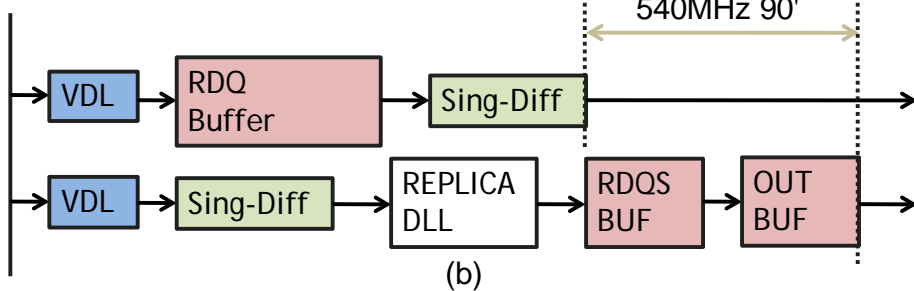 540MHz 90'
VDL
RDQ
Buffer
Sing-Diff
VDL
Sing-Diff
REPLICA
DLL
RDQS
BUF
OUT
BUF
(b)